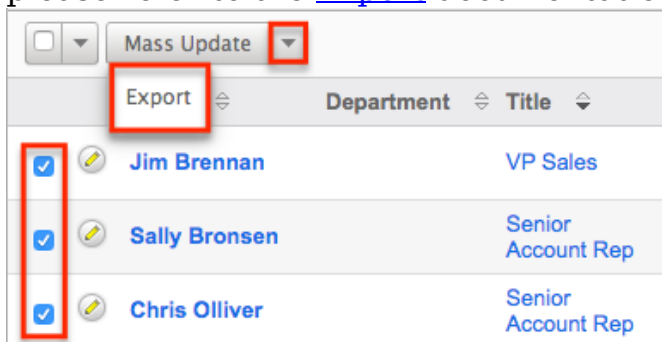 Mass Update
Export Department Title
Jim Brennan VP Sales
Sally Bronsen Senior
Account Rep
Chris Olliver Senior
Account Rep